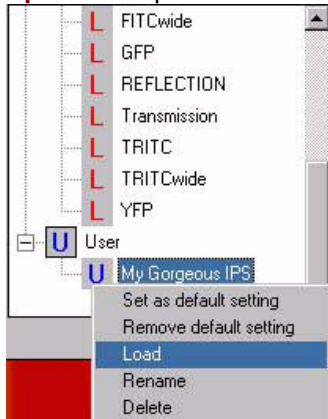 L FITCwide
L GFP
L REFLECTION
L Transmission
L TRITC
L TRITCwide
L YFP
U User
U My Gorgeous IPS
Set as default setting
Remove default setting
Load
Rename
Delete